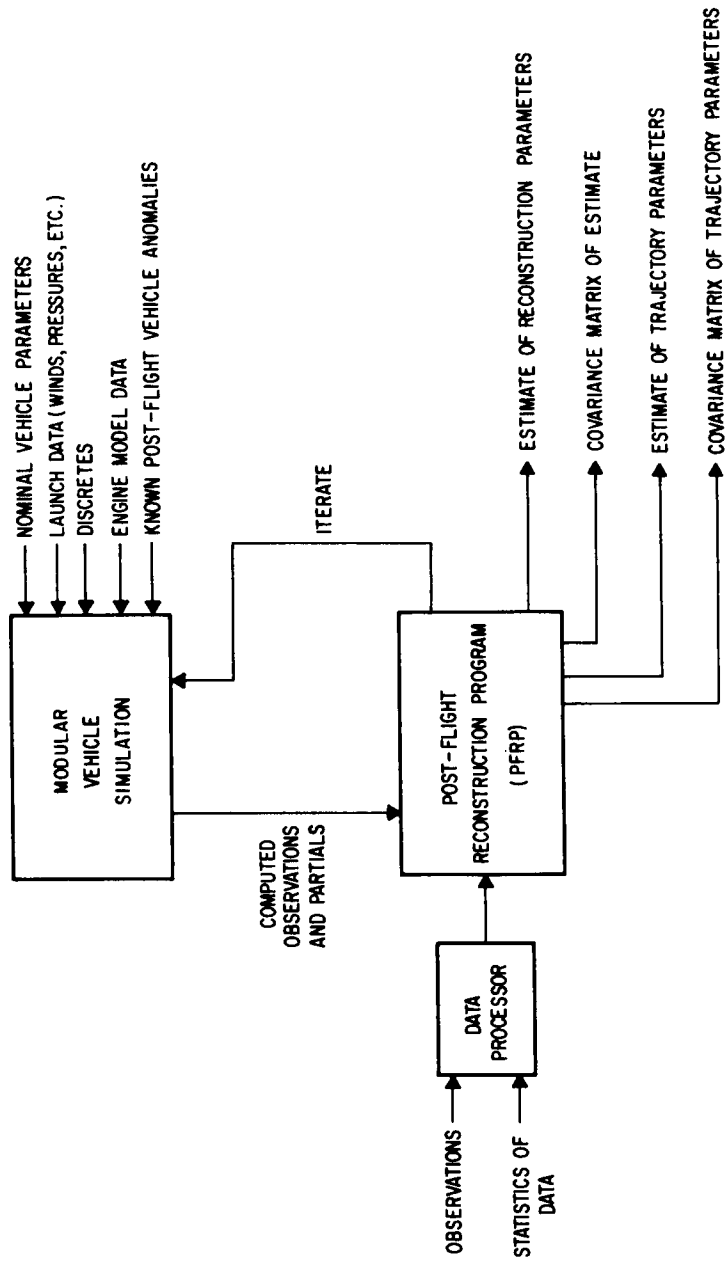 NOMINAL VEHICLE PARAMETERS
LAUNCH DATA (WINDS, PRESSURES, ETC.)
DISCRETES
ENGINE MODEL DATA
KNOWN POST-FLIGHT VEHICLE ANOMALIES
MODULAR
VEHICLE
SIMULATION
ITERATE
COMPUTED
OBSERVATIONS
AND PARTIALS
OBSERVATIONS
STATISTICS OF
DATA
DATA
PROCESSOR
POST-FLIGHT
RECONSTRUCTION PROGRAM
(PFRP)
ESTIMATE OF RECONSTRUCTION PARAMETERS
COVARIANCE MATRIX OF ESTIMATE
ESTIMATE OF TRAJECTORY PARAMETERS
COVARIANCE MATRIX OF TRAJECTORY PARAMETERS